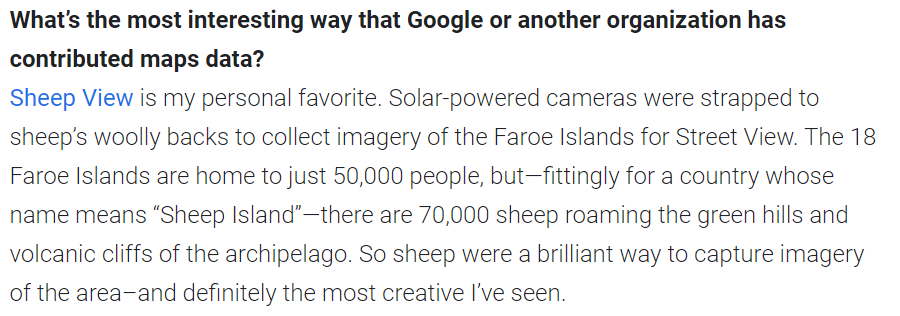 What's the most interesting way that Google or another organization has
contributed maps data?
Sheep View is my personal favorite. Solar-powered cameras were strapped to
sheep's woolly backs to collect imagery of the Faroe Islands for Street View. The 18
Faroe Islands are home to just 50,000 people, but—fittingly for a country whose
name means “Sheep Island”—there are 70,000 sheep roaming the green hills and
volcanic cliffs of the archipelago. So sheep were a brilliant way to capture imagery
of the area–and definitely the most creative I’ve seen.